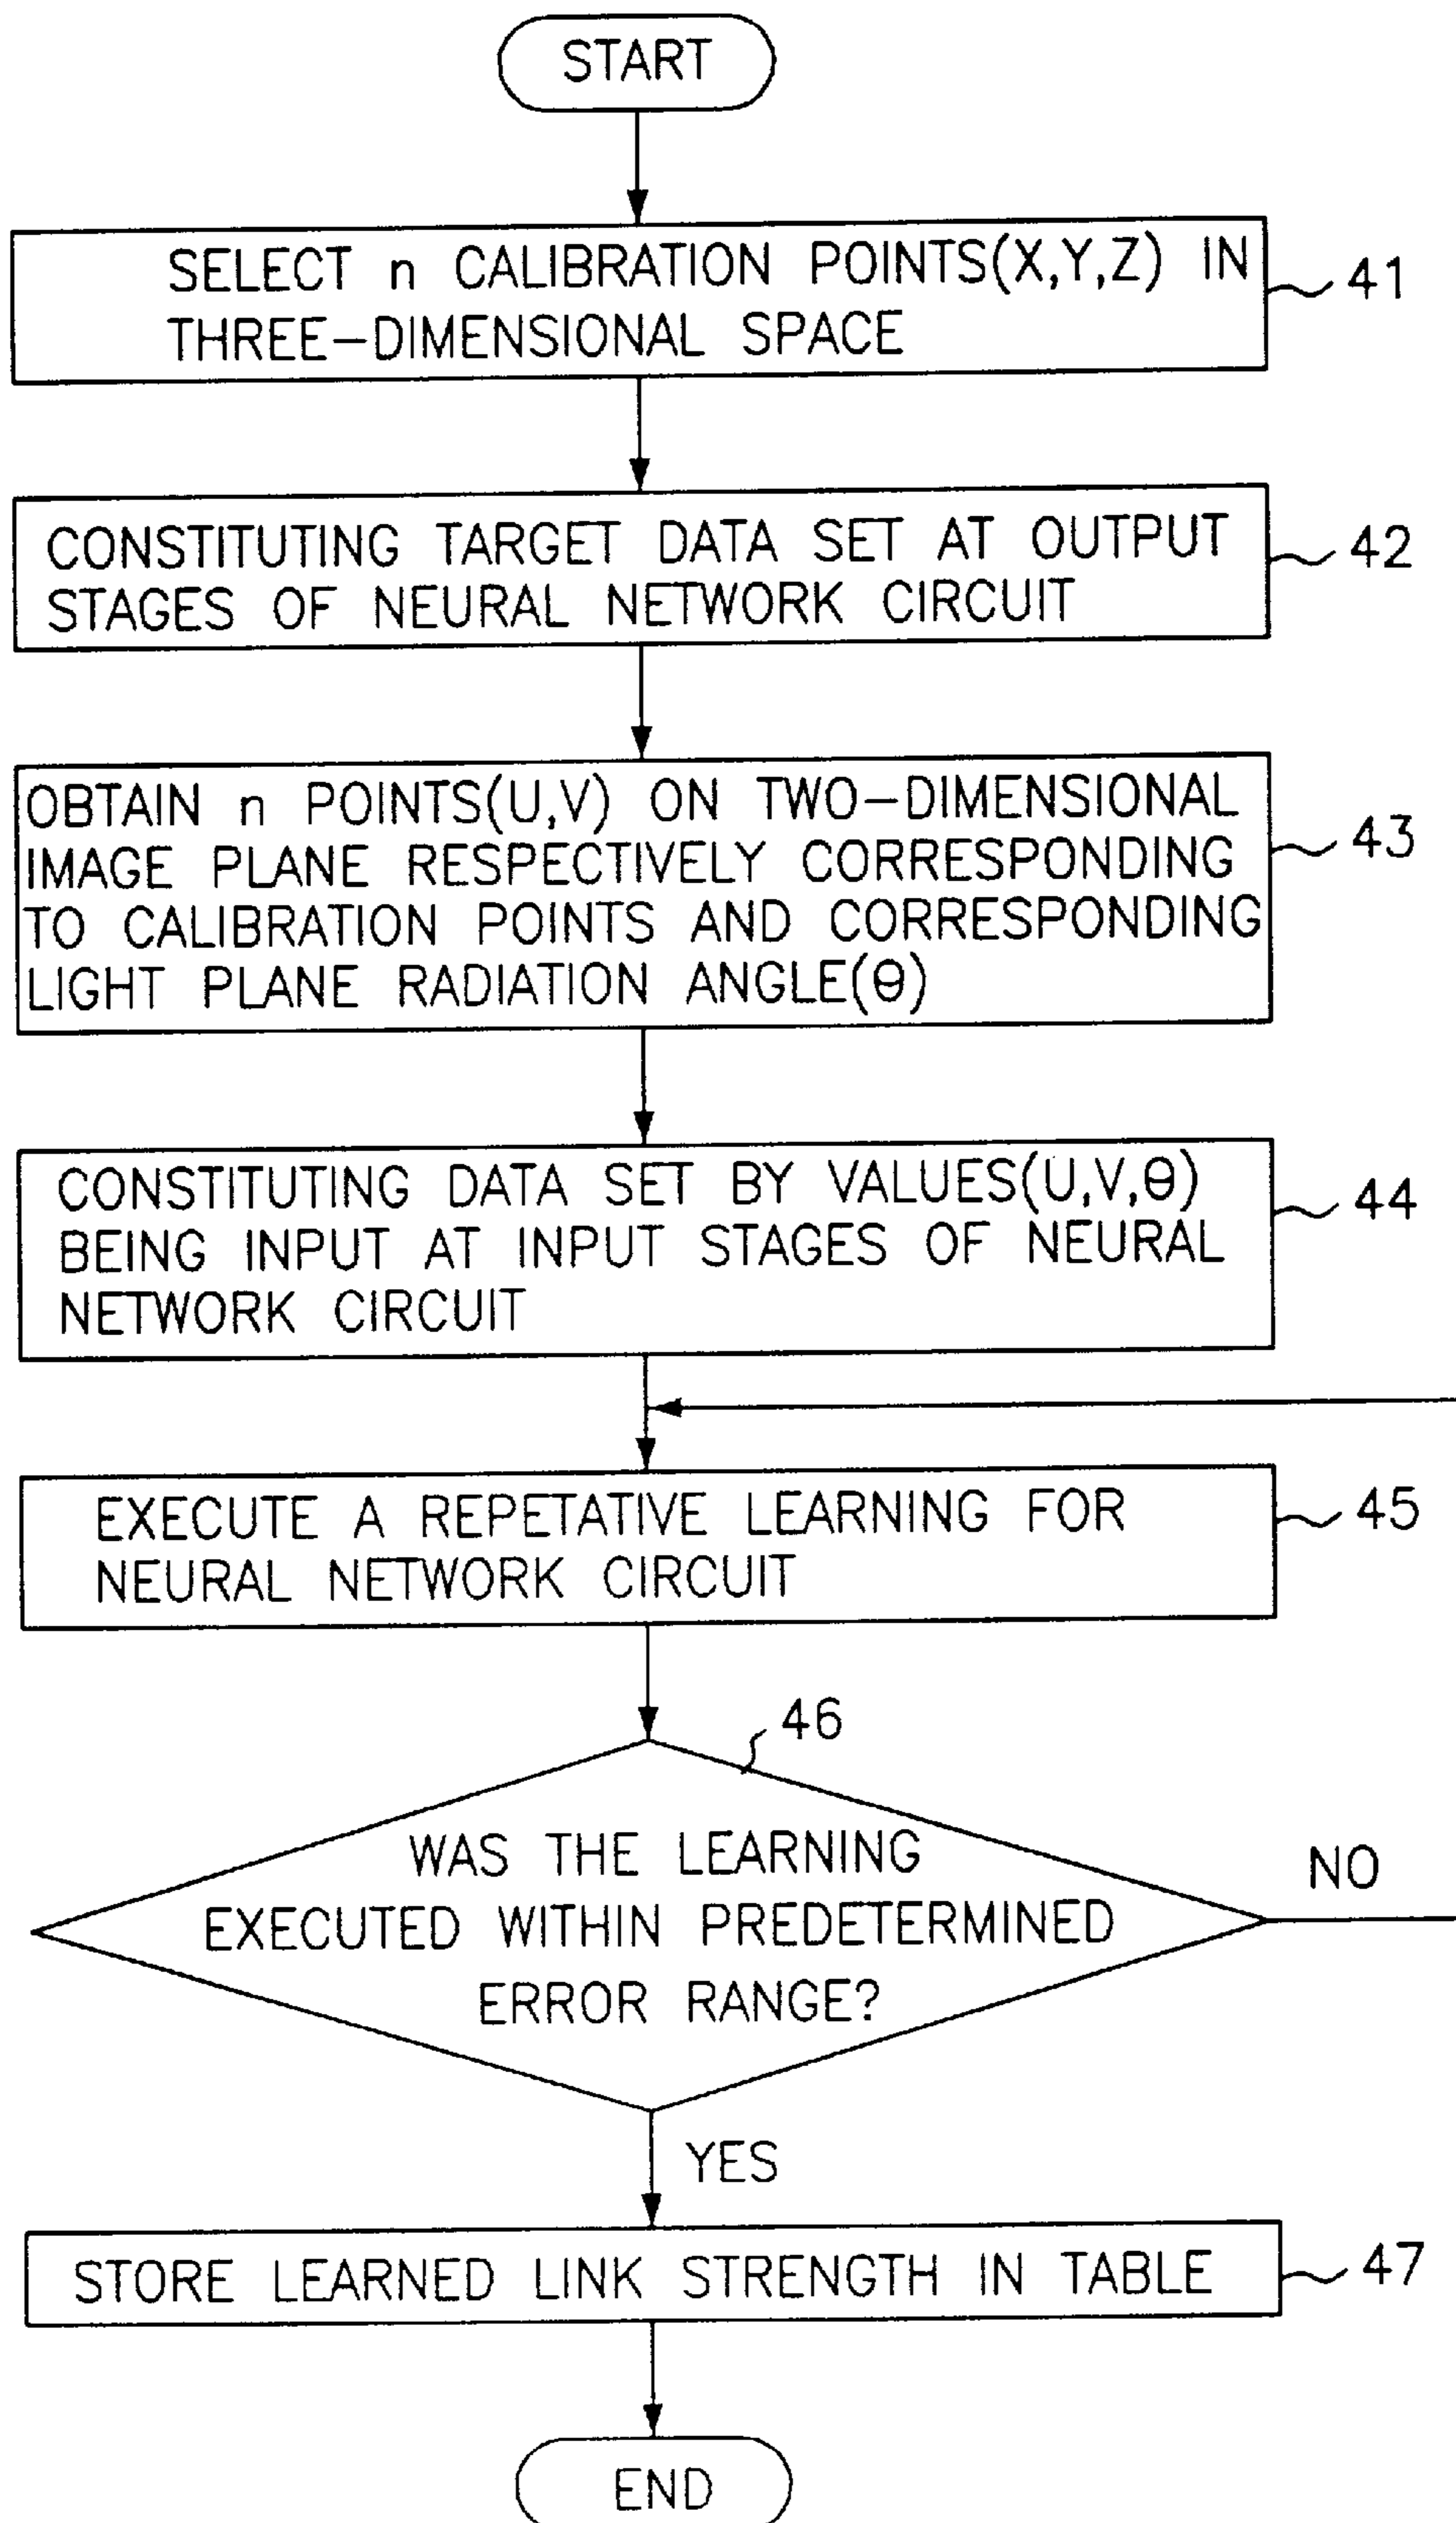 START
SELECT n CALIBRATION POINTS(X,Y,Z) IN
THREE-DIMENSIONAL SPACE
41
CONSTITUTING TARGET DATA SET AT OUTPUT
STAGES OF NEURAL NETWORK CIRCUIT
42
OBTAIN n POINTS(U,V) ON TWO-DIMENSIONAL
IMAGE PLANE RESPECTIVELY CORRESPONDING
TO CALIBRATION POINTS AND CORRESPONDING
LIGHT PLANE RADIATION ANGLE(θ)
43
CONSTITUTING DATA SET BY VALUES(U,V,θ)
BEING INPUT AT INPUT STAGES OF NEURAL
NETWORK CIRCUIT
44
EXECUTE A REPETATIVE LEARNING FOR
NEURAL NETWORK CIRCUIT
45
46
WAS THE LEARNING
EXECUTED WITHIN PREDETERMINED
ERROR RANGE?
NO
YES
STORE LEARNED LINK STRENGTH IN TABLE
47
END